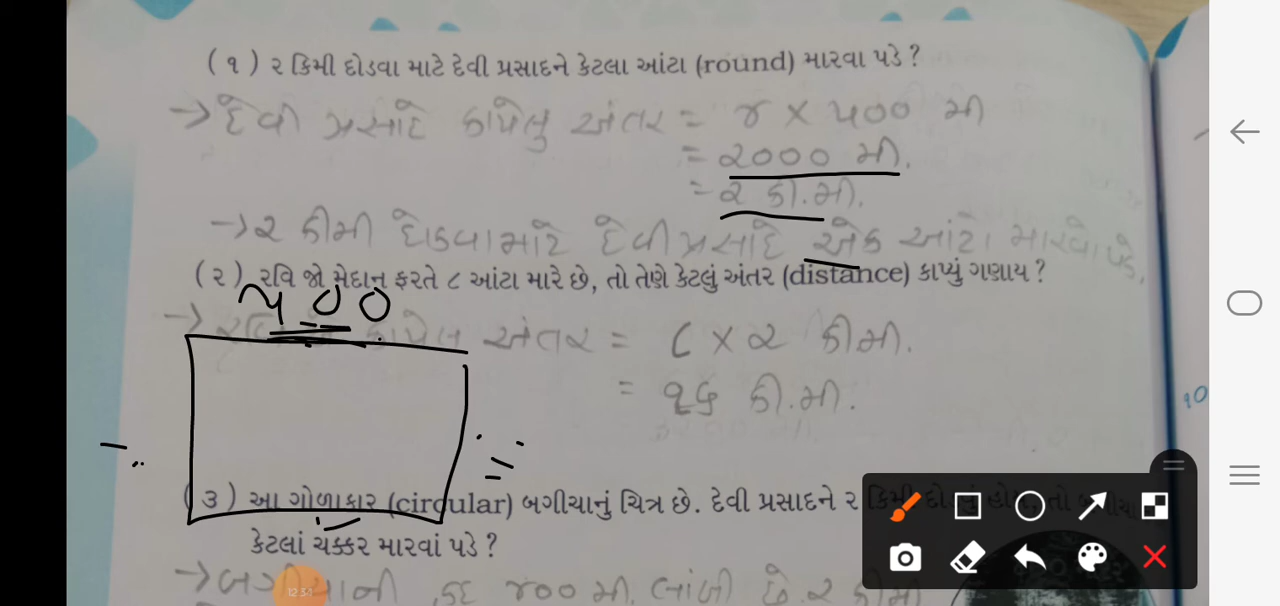 (૧) ૨ કિમી દોડવા માટે દેવી પ્રસાદને કેટલા આંટા (round) મારવા પડે ?
→ દેવી પ્રસાદે કાપેલુ અંતર = ૪ × ૫૦૦ મી
= ૨૦૦૦ મી.
= ૨ કી.મી.
→ ૨ કીમી દોડવા માટે દેવી પ્રસાદે એક આંટો મારવો પડે.
(૨) રવિ જો મેદાન ફરતે ૮ આંટા મારે છે, તો તેણે કેટલું અંતર (distance) કાપ્યું ગણાય ?
૫૦૦
→ કાપેલ અંતર = ૮ × ૨ કીમી.
= ૧૬ કી.મી.
૧૦
(૩) આ ગોળાકાર (circular) બગીચાનું ચિત્ર છે. દેવી પ્રસાદને ૨
કેટલાં ચક્કર મારવાં પડે ?
→ બગીચાની ૪૦૦ મી. લાંબી છે. ૨ કીમી